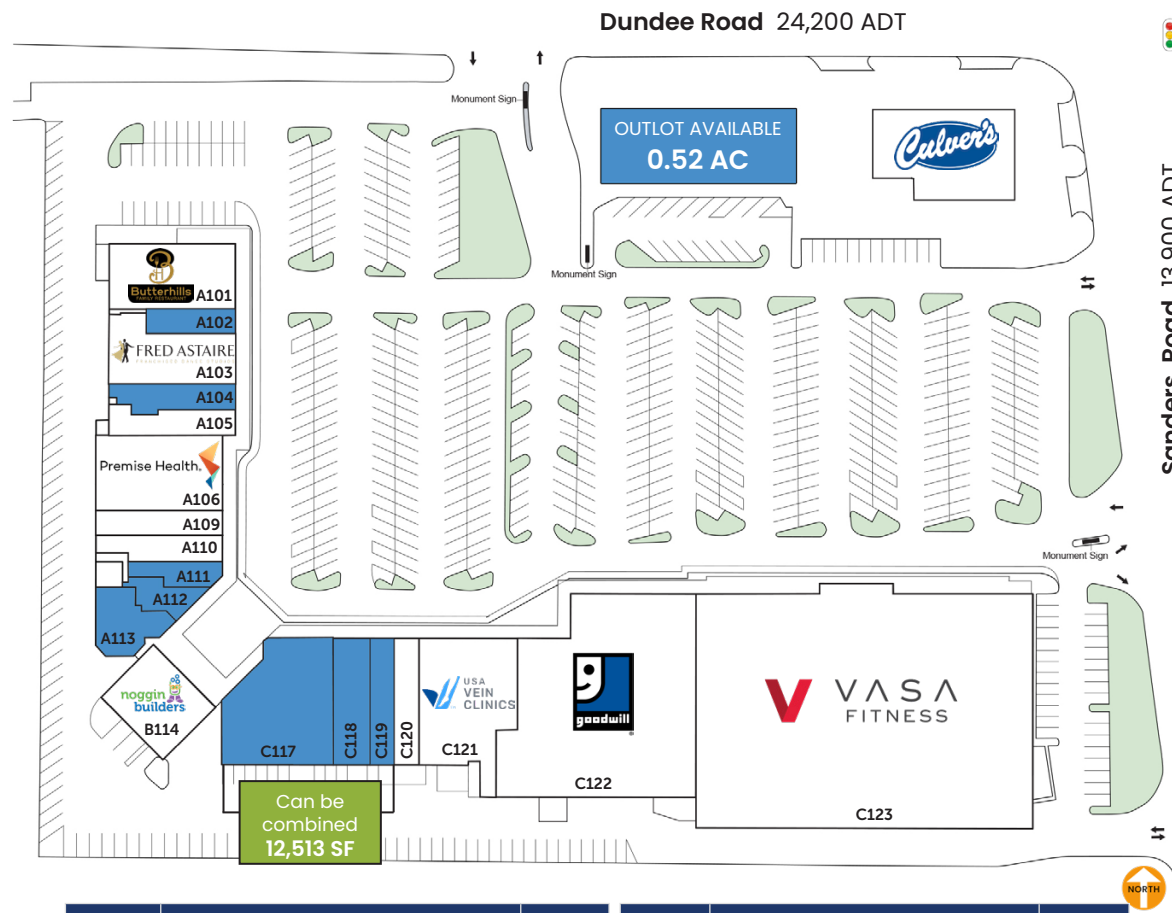 Dundee Road 24,200 ADT
Monument Sign
OUTLOT AVAILABLE
0.52 AC
Culver's
Sanders Road 13,900 ADT
Monument Sign
Butterhills
FAMILY RESTAURANT
A101
A102
FRED ASTAIRE
A103
A104
A105
Premise Health.
A106
A109
A110
A111
A112
A113
Monument Sign
noggin
builders
B114
C117
C118
C119
C120
USA
VEIN
CLINICS
C121
goodwill
C122
VASA
FITNESS
C123
Can be
combined
12,513 SF
NORTH